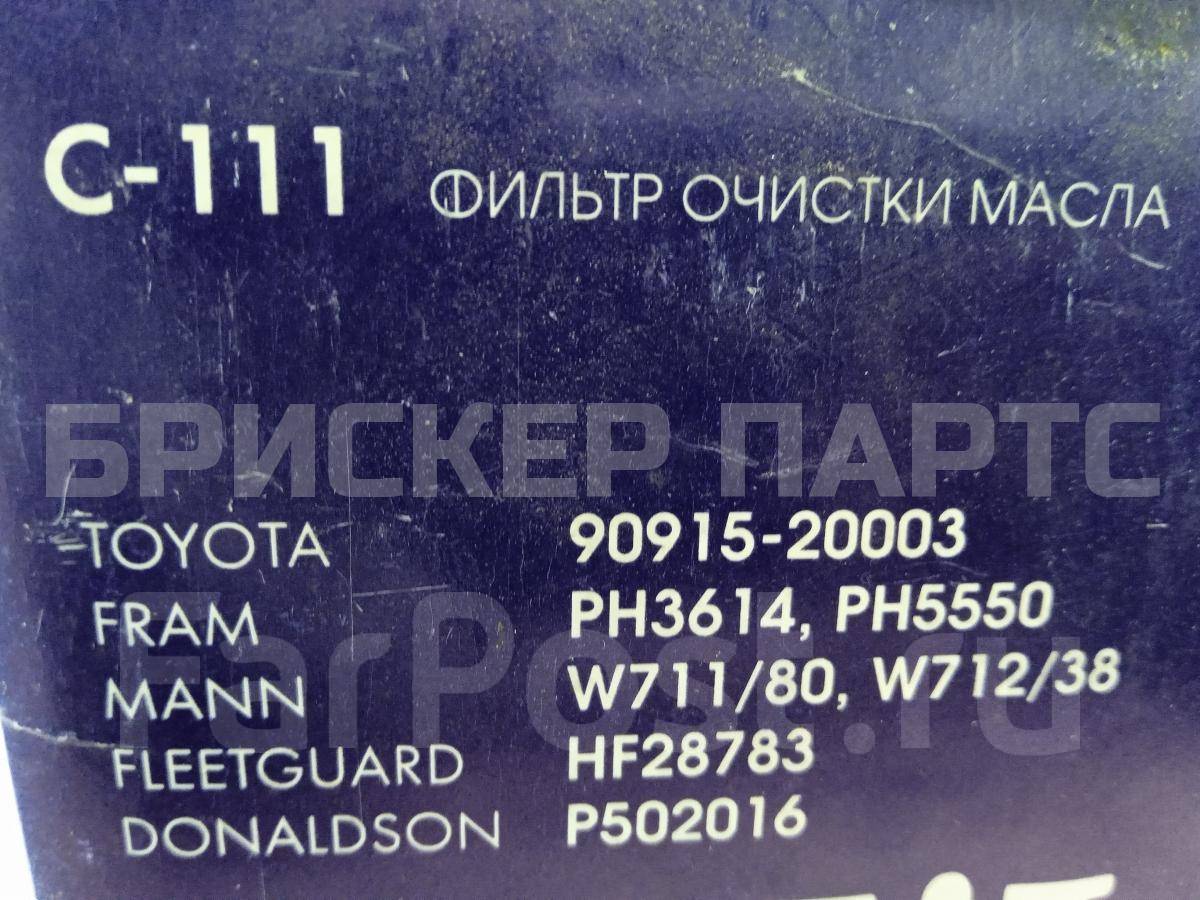 C-111 ФИЛЬТР ОЧИСТКИ МАСЛА
БРИСКЕР ПАРТС
TOYOTA 90915-20003
FRAM PH3614, PH5550
FarPost.ru
MANN W711/80, W712/38
FLEETGUARD HF28783
DONALDSON P502016